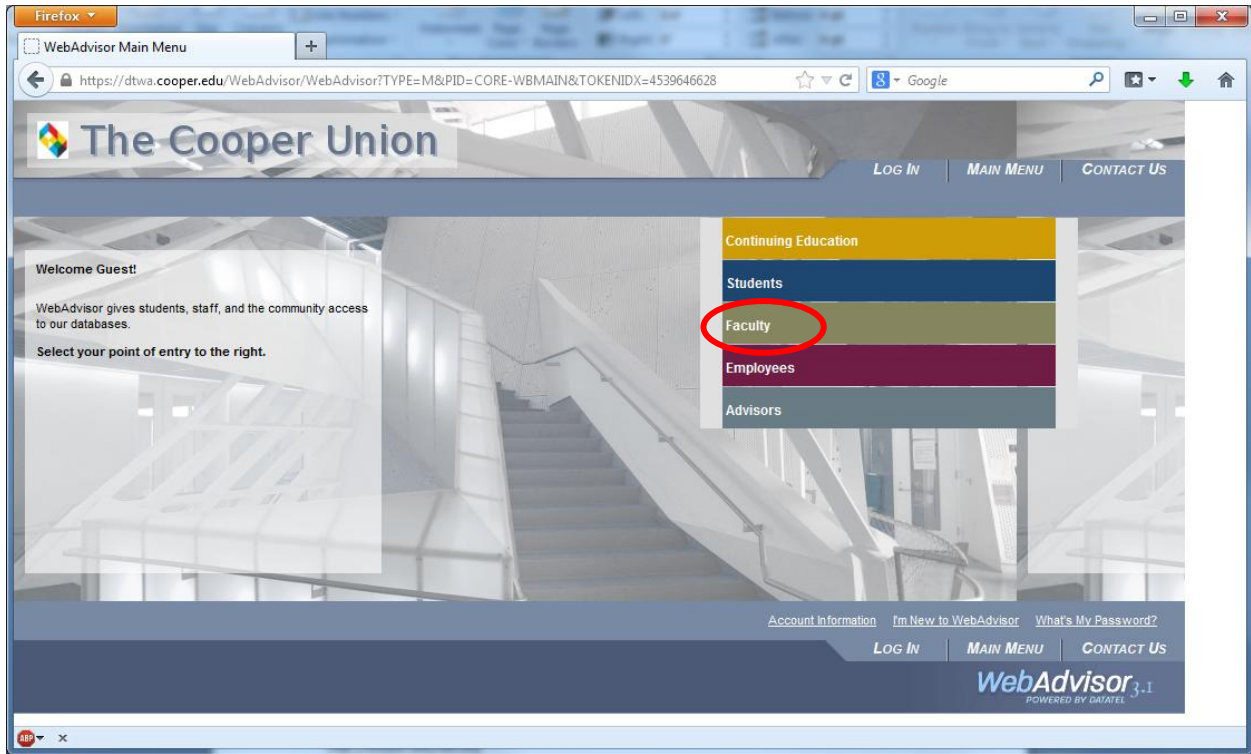 Firefox
WebAdvisor Main Menu
+
https://dtwa.cooper.edu/WebAdvisor/WebAdvisor?TYPE=M&PID=CORE-WBMAIN&TOKENIDX=4539646628
Google
The Cooper Union
LOG IN MAIN MENU CONTACT US
Continuing Education
Students
Faculty
Employees
Advisors
Welcome Guest!
WebAdvisor gives students, staff, and the community access
to our databases.
Select your point of entry to the right.
Account Information I'm New to WebAdvisor What's My Password?
LOG IN MAIN MENU CONTACT US
WebAdvisor 3.1
POWERED BY DATATEL
ABP